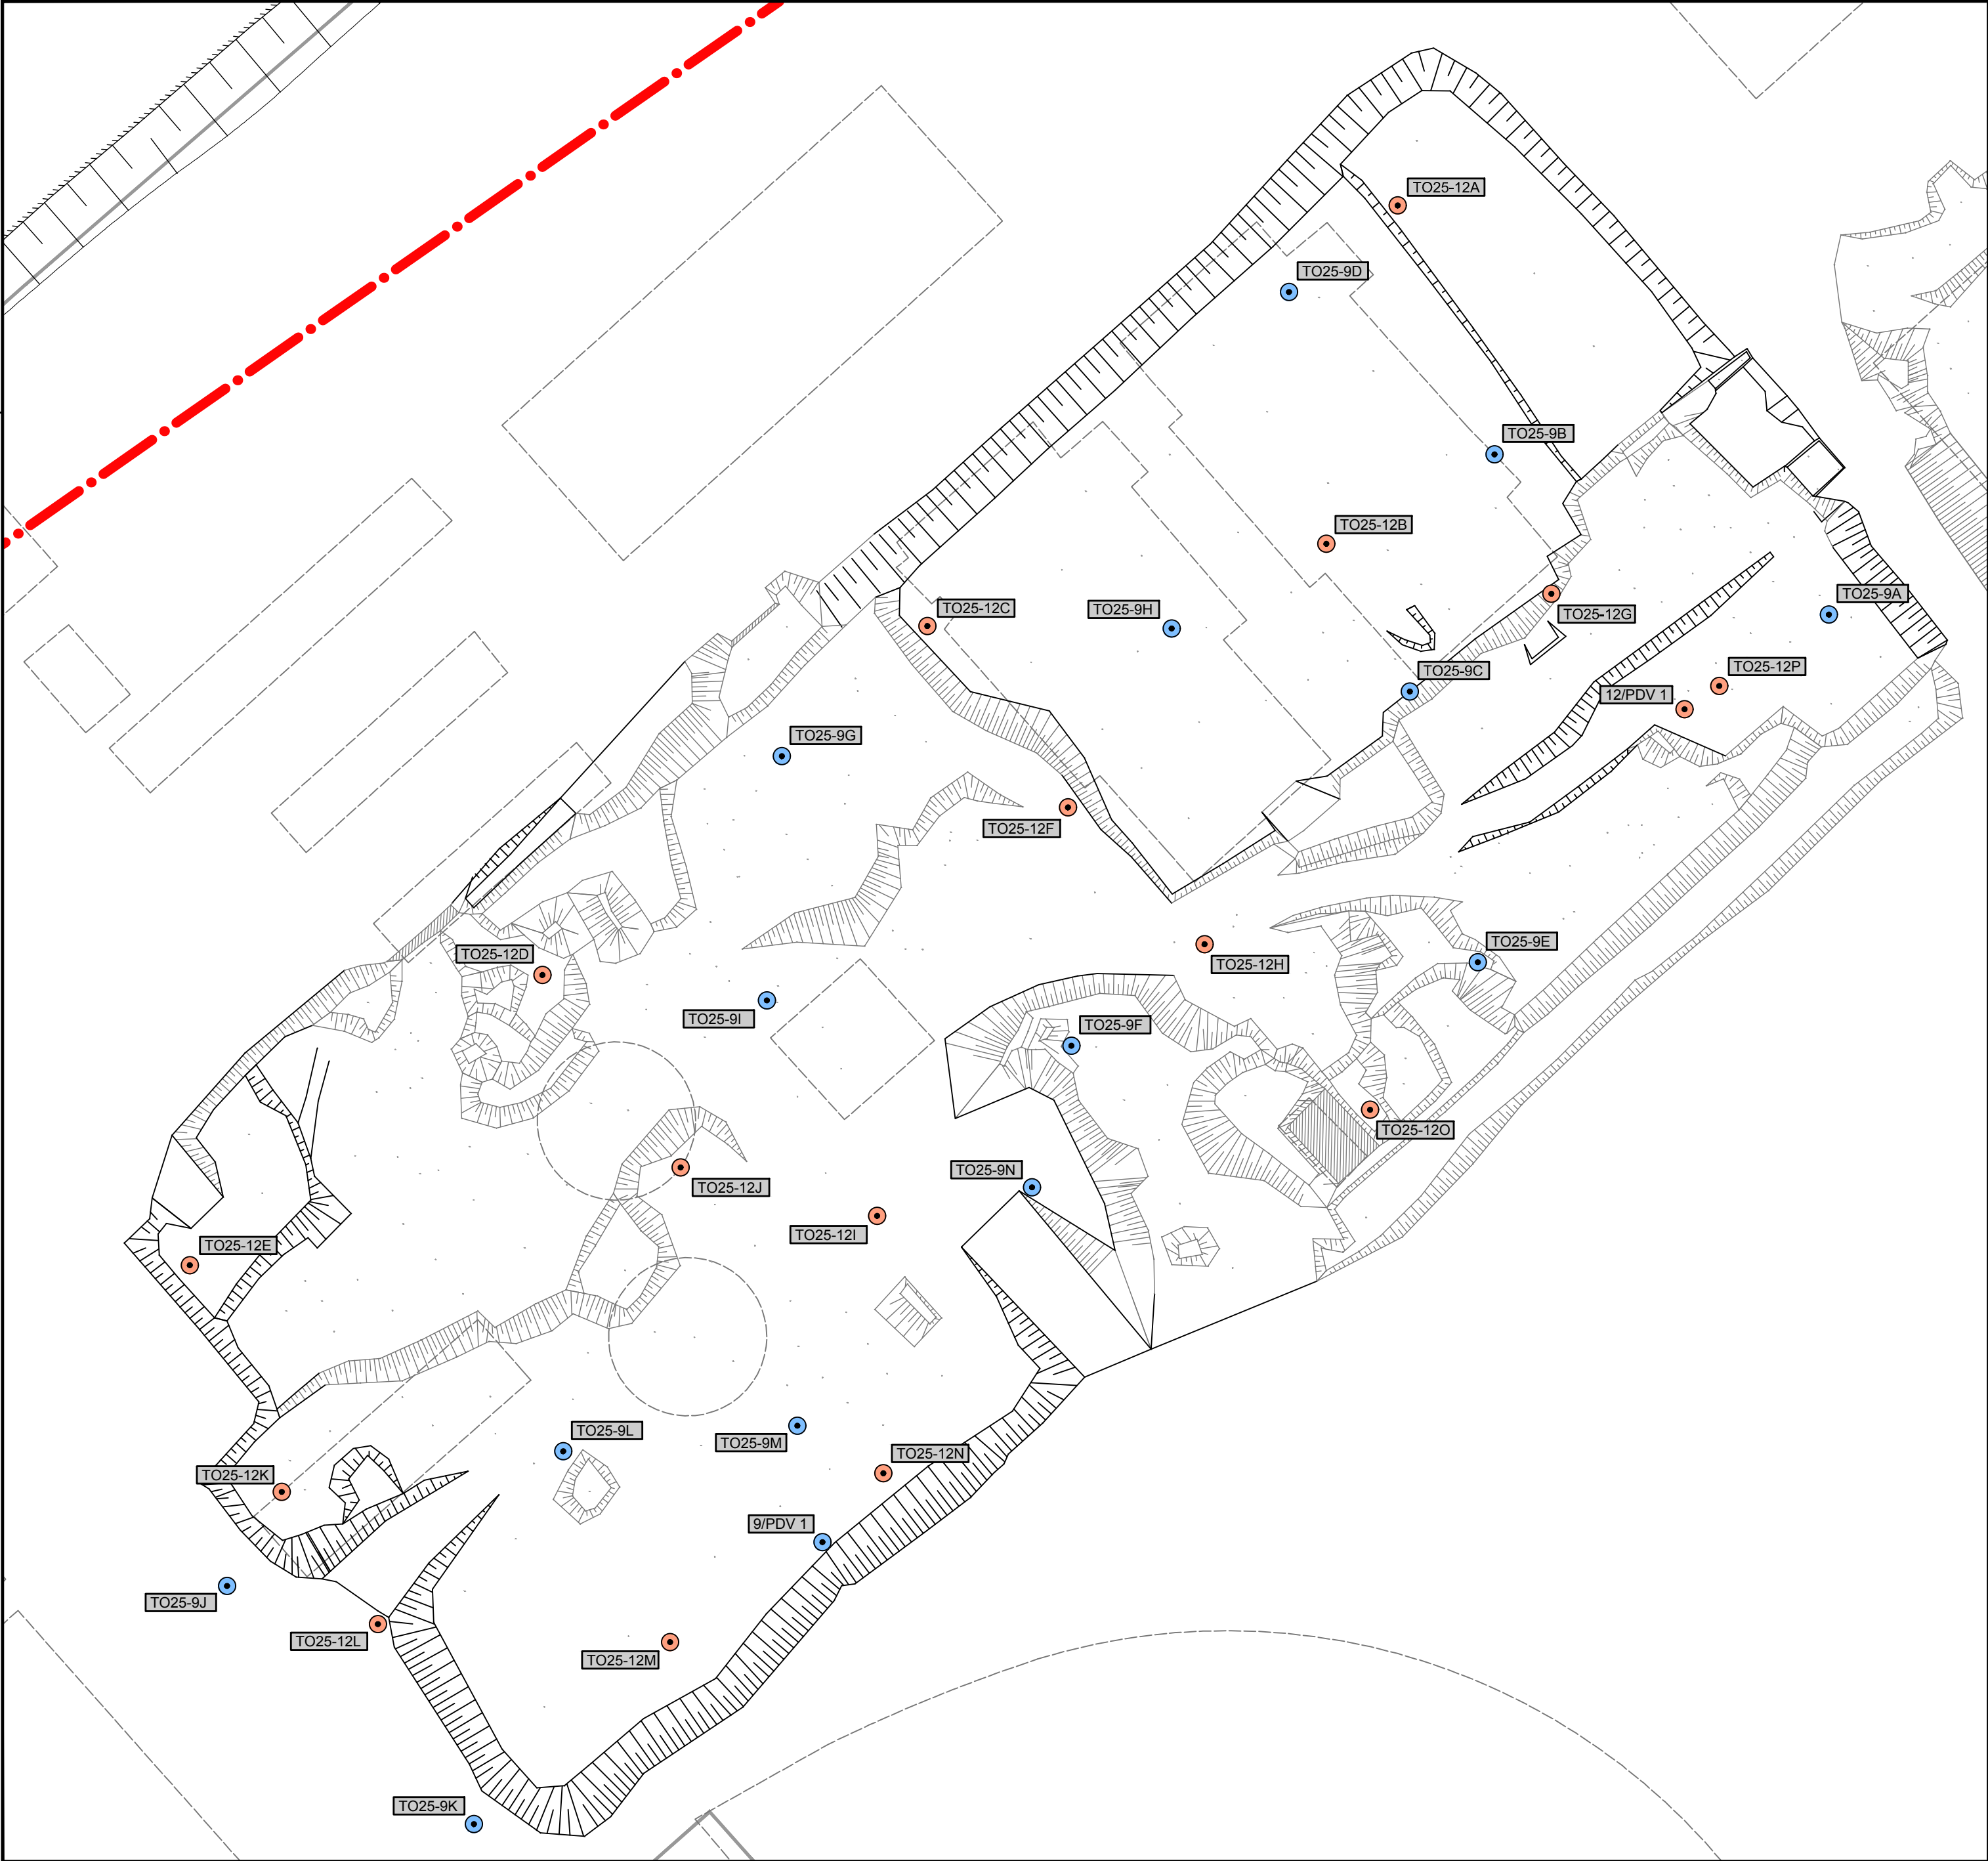 TO25-12A
TO25-9D
TO25-9B
TO25-12B
TO25-9A
TO25-12C
TO25-9H
TO25-12G
TO25-9C
TO25-12P
12/PDV 1
TO25-9G
TO25-12F
TO25-9E
TO25-12D
TO25-12H
TO25-9I
TO25-9F
TO25-12O
TO25-9N
TO25-12J
TO25-12I
TO25-12E
TO25-9L
TO25-9M
TO25-12N
TO25-12K
9/PDV 1
TO25-9J
TO25-12L
TO25-12M
TO25-9K